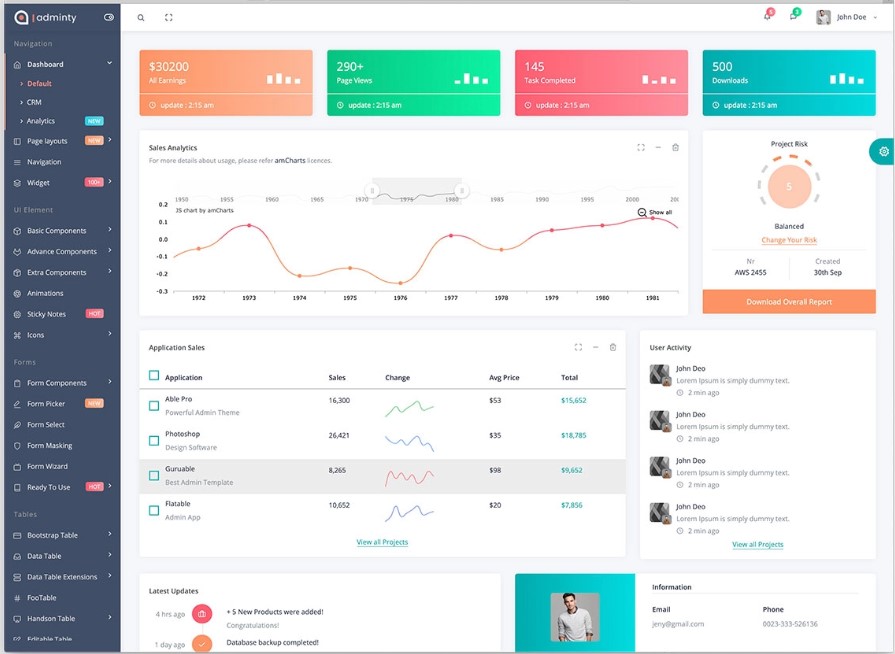 adminty
John Doe
5
3
Navigation
Dashboard
Default
CRM
Analytics NEW
Page layouts NEW
Navigation
Widget 100+
UI Element
Basic Components
Advance Components
Extra Components
Animations
Sticky Notes HOT
Icons
Forms
Form Components
Form Picker NEW
Form Select
Form Masking
Form Wizard
Ready To Use HOT
Tables
Bootstrap Table
Data Table
Data Table Extensions
FooTable
Handson Table
Editable Table
$30200
All Earnings
update : 2:15 am
290+
Page Views
update : 2:15 am
145
Task Completed
update : 2:15 am
500
Downloads
update : 2:15 am
Sales Analytics
For more details about usage, please refer amCharts licences.
1950 1955 1960 1965 1970 1975 1980 1985 1990 1995 2000
JS chart by amCharts
Show all
0.2
0.1
0.0
-0.1
-0.2
-0.3
1972 1973 1974 1975 1976 1977 1978 1979 1980 1981
Project Risk
5
Balanced
Change Your Risk
Nr Created
AWS 2455 30th Sep
Download Overall Report
Application Sales
Application Sales Change Avg Price Total
Able Pro 16,300 $53 $15,652
Powerful Admin Theme
Photoshop 26,421 $35 $18,785
Design Software
Guruable 8,265 $98 $9,652
Best Admin Template
Flatable 10,652 $20 $7,856
Admin App
View all Projects
User Activity
John Deo
Lorem Ipsum is simply dummy text.
2 min ago
John Deo
Lorem Ipsum is simply dummy text.
2 min ago
John Deo
Lorem Ipsum is simply dummy text.
2 min ago
John Deo
Lorem Ipsum is simply dummy text.
2 min ago
View all Projects
Latest Updates
4 hrs ago + 5 New Products were added!
Congratulations!
1 day ago Database backup completed!
Information
Email Phone
jeny@gmail.com 0023-333-526136